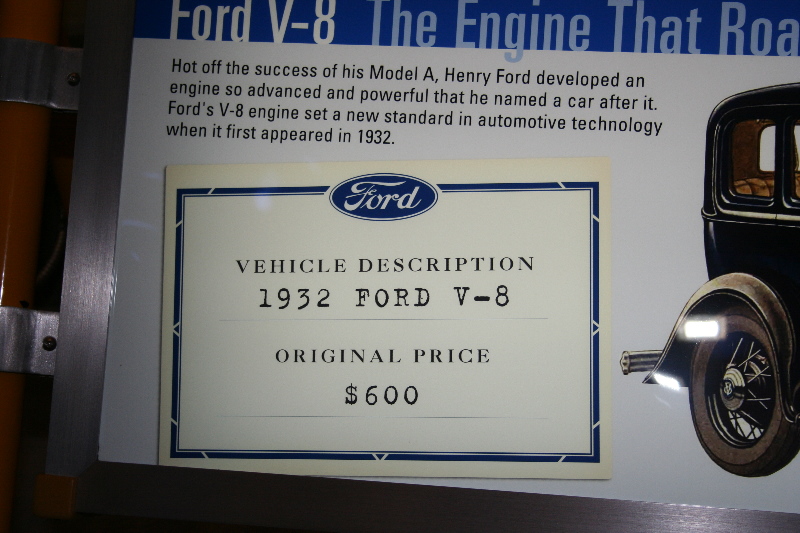 Ford V-8 The Engine That Roa
Hot off the success of his Model A, Henry Ford developed an
engine so advanced and powerful that he named a car after it.
Ford's V-8 engine set a new standard in automotive technology
when it first appeared in 1932.
Ford
VEHICLE DESCRIPTION
1932 FORD V-8
ORIGINAL PRICE
$600